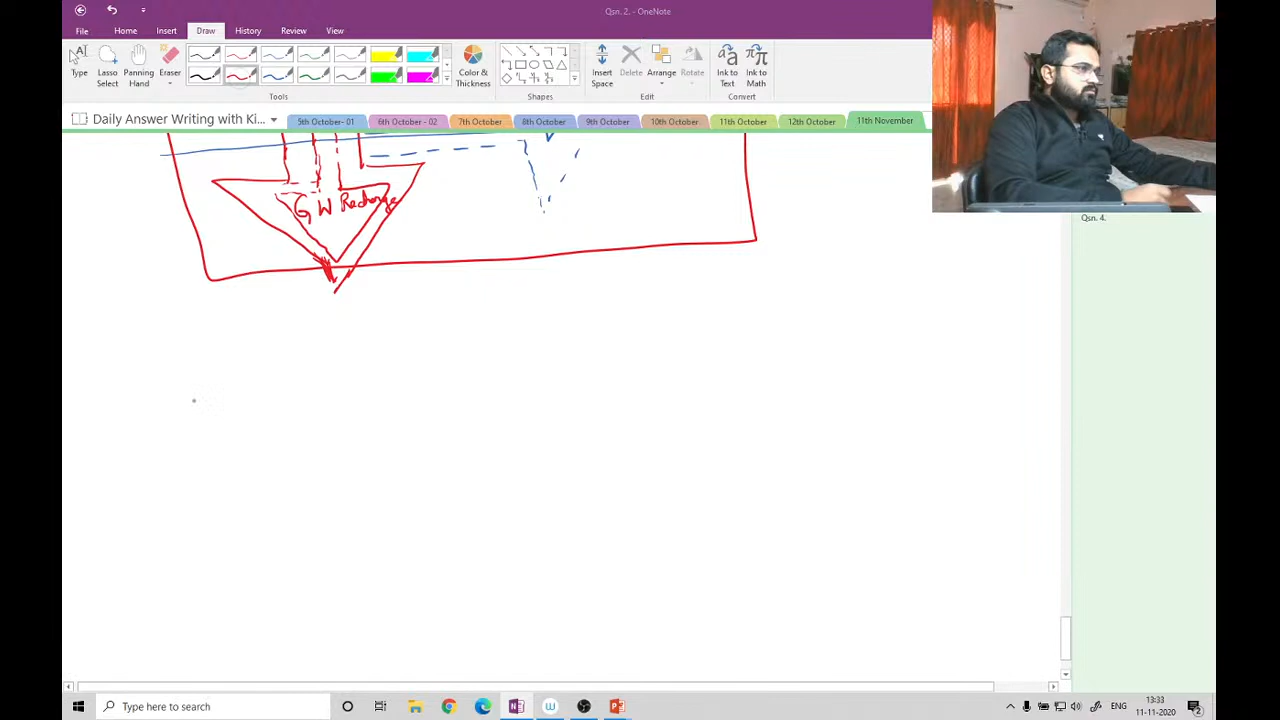 Qsn. 2. - OneNote
File Home Insert Draw History Review View
Type Lasso Select Panning Hand Eraser Color & Thickness Insert Space Delete Arrange Rotate Ink to Text Ink to Math
Tools Shapes Edit Convert
Daily Answer Writing with Ki... 5th October- 01 6th October - 02 7th October 8th October 9th October 10th October 11th October 12th October 11th November
GW Recharge
Qsn. 4.
Type here to search
ENG 13:33
11-11-2020
2